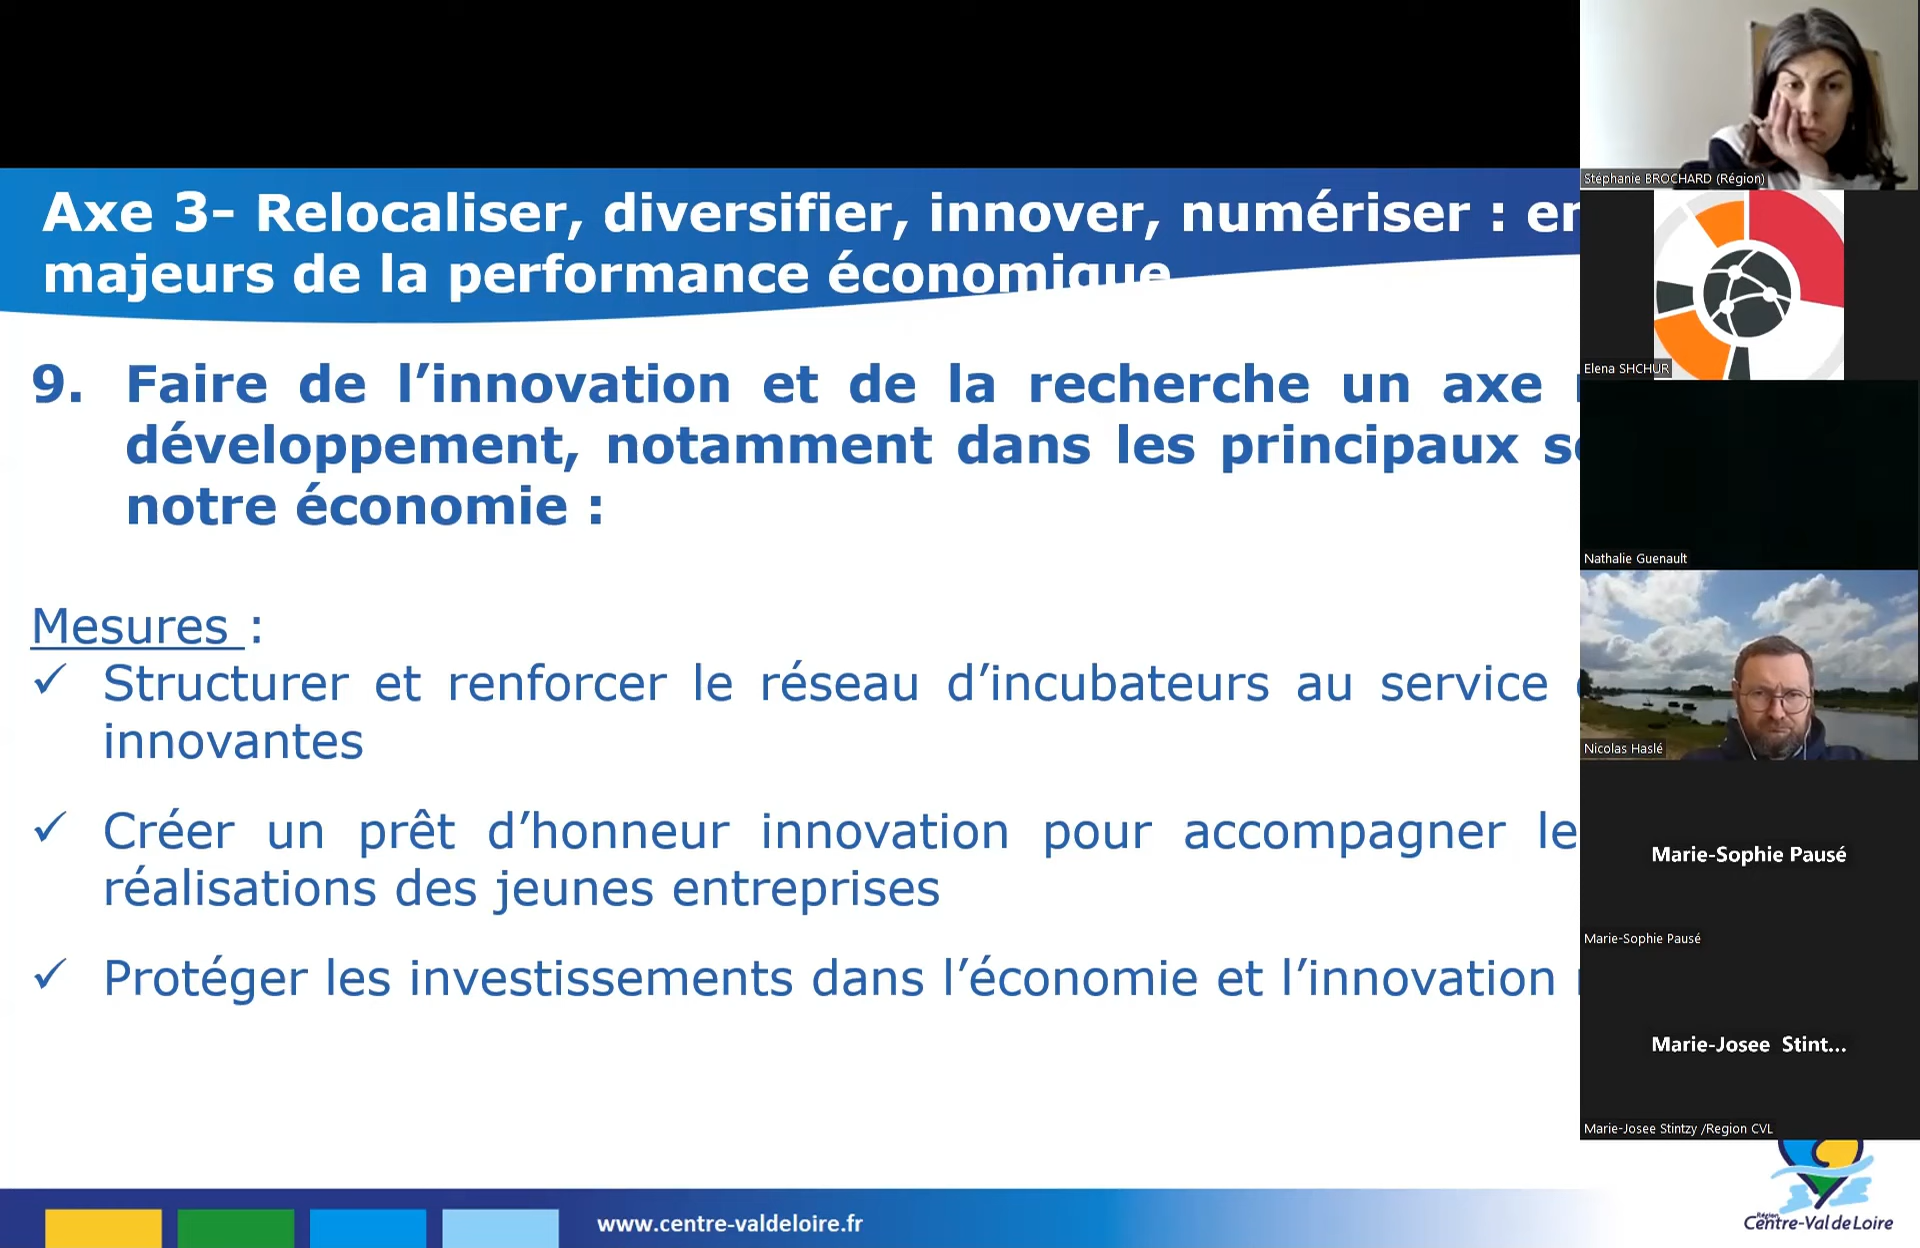 Axe 3- Relocaliser, diversifier, innover, numériser :
majeurs de la performance économique
9. Faire de l’innovation et de la recherche un axe
développement, notamment dans les principaux
notre économie :
Mesures :
✓ Structurer et renforcer le réseau d’incubateurs au service
innovantes
✓ Créer un prêt d’honneur innovation pour accompagner
réalisations des jeunes entreprises
✓ Protéger les investissements dans l’économie et l’innovation
www.centre-valdeloire.fr
Stéphanie BROCHARD (Région)
Elena SHCHUR
Nathalie Guenault
Nicolas Haslé
Marie-Sophie Pausé
Marie-Sophie Pausé
Marie-Josee Stint...
Marie-Josee Stintzy /Region CVL
Région
Centre-Val de Loire